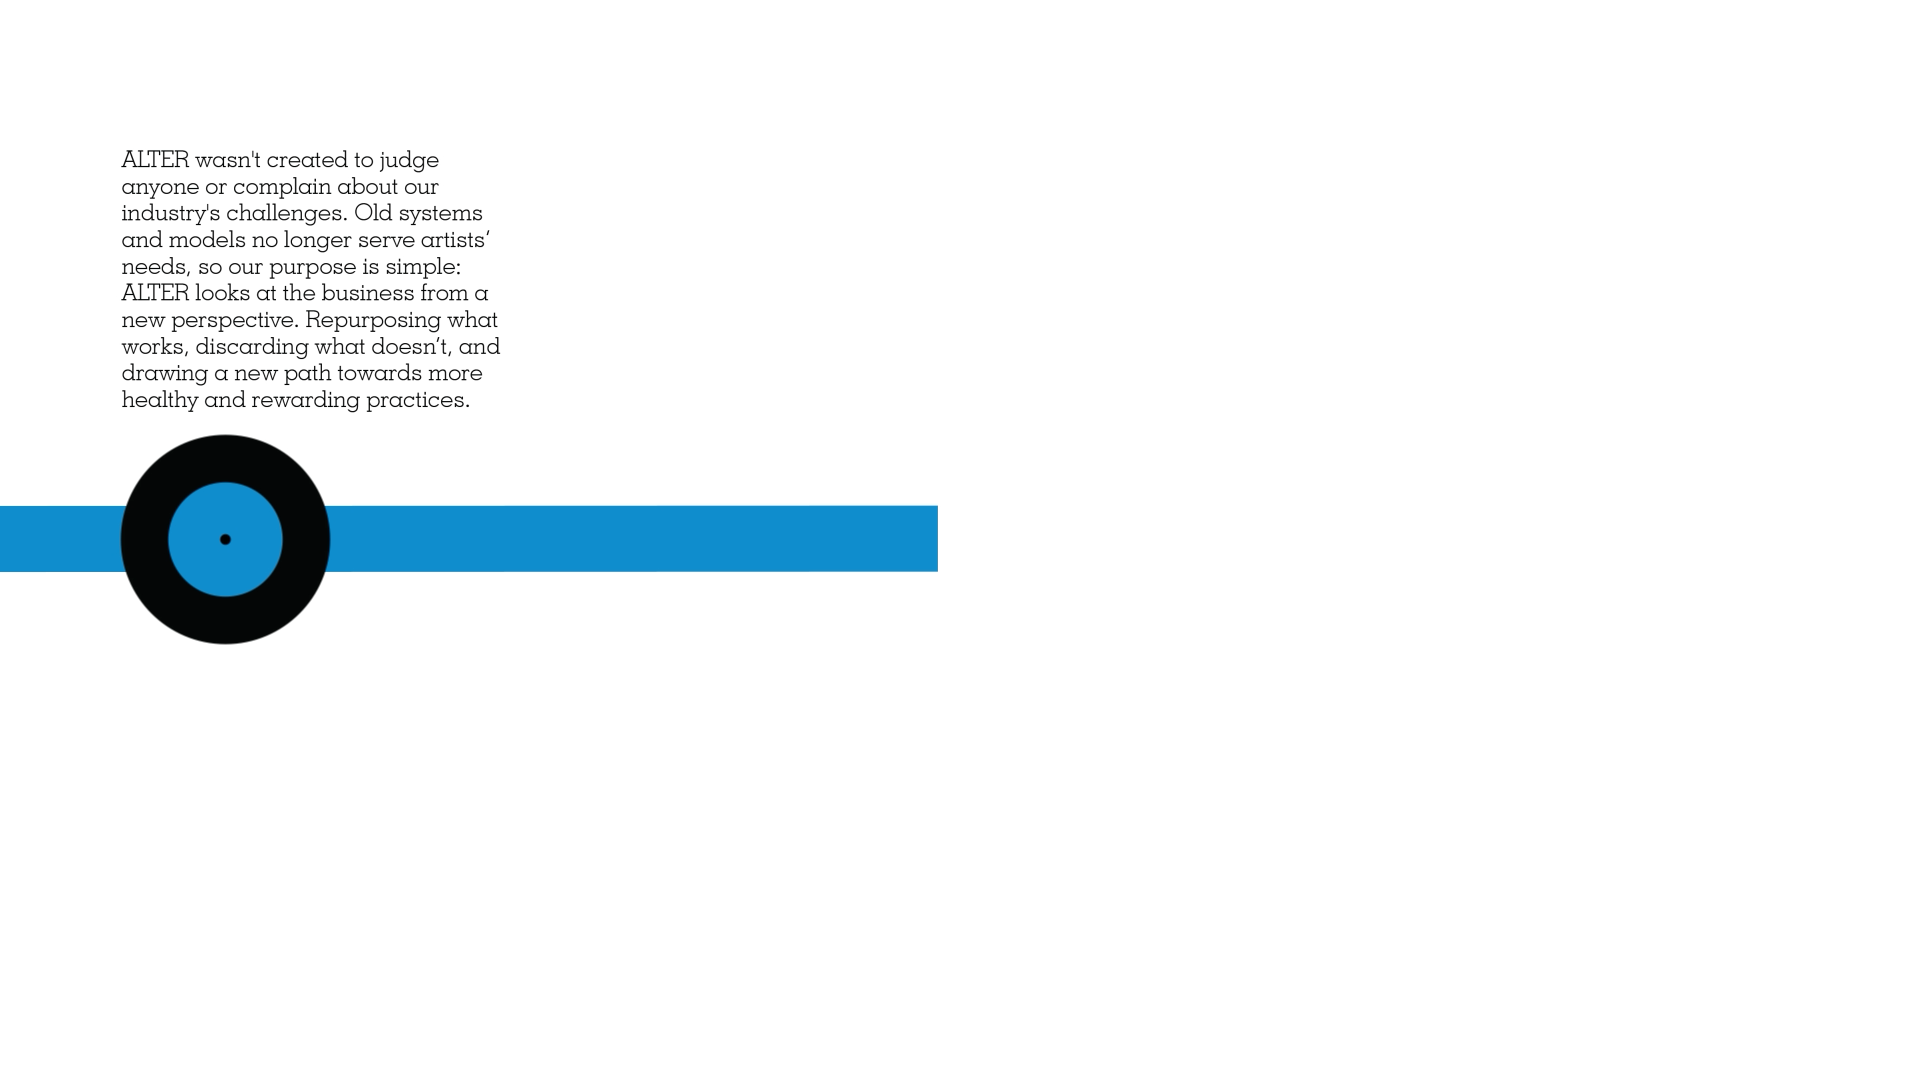 ALTER wasn't created to judge
anyone or complain about our
industry's challenges. Old systems
and models no longer serve artists’
needs, so our purpose is simple:
ALTER looks at the business from a
new perspective. Repurposing what
works, discarding what doesn’t, and
drawing a new path towards more
healthy and rewarding practices.